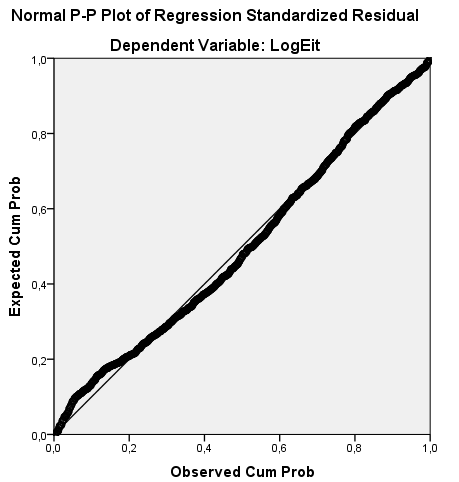 Normal P-P Plot of Regression Standardized Residual
Dependent Variable: LogEit
1,0
0,8
0,6
0,4
0,2
0,0
Expected Cum Prob
0,0 0,2 0,4 0,6 0,8 1,0
Observed Cum Prob